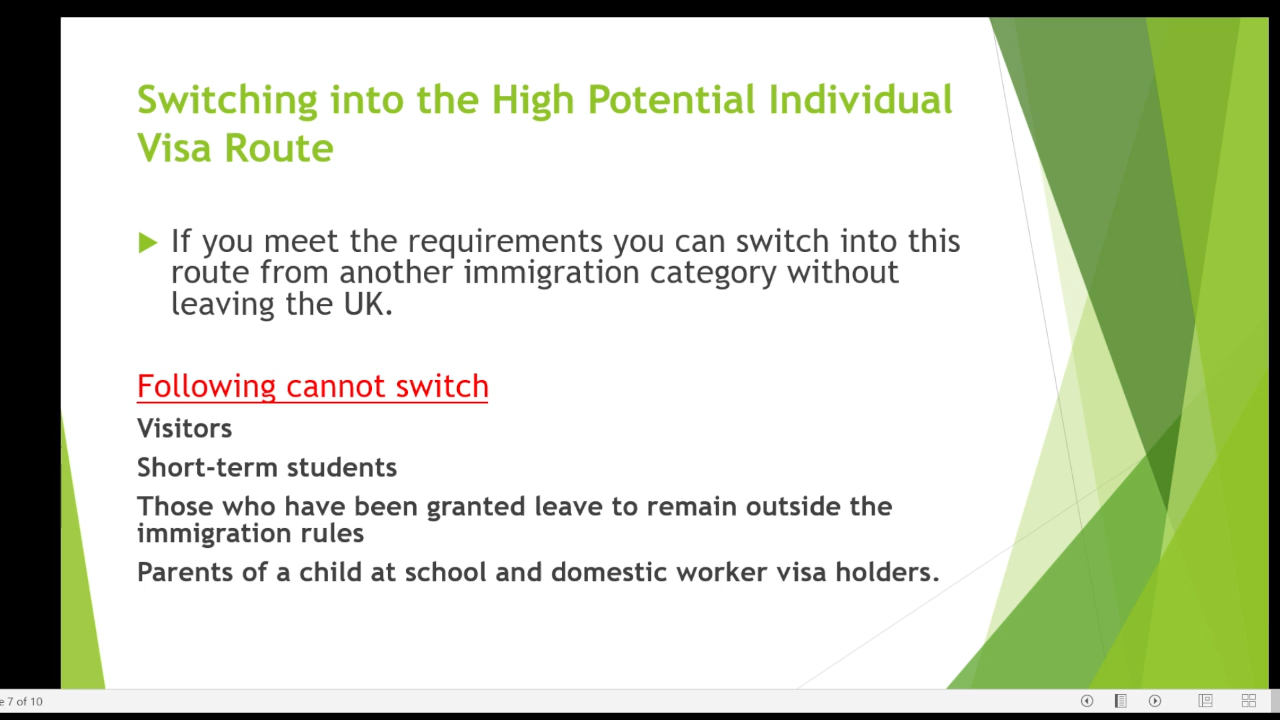 Switching into the High Potential Individual
Visa Route
If you meet the requirements you can switch into this
route from another immigration category without
leaving the UK.
Following cannot switch
Visitors
Short-term students
Those who have been granted leave to remain outside the
immigration rules
Parents of a child at school and domestic worker visa holders.
e 7 of 10